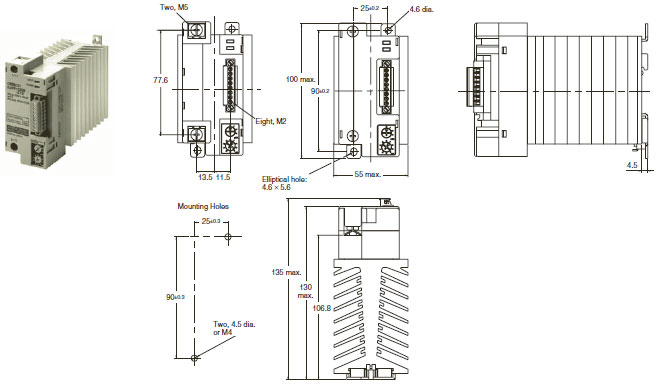 Two, M5
77.6
Eight, M2
13.5 11.5
25±0.2
4.6 dia.
100 max.
90±0.2
Elliptical hole:
4.6 × 5.6
55 max.
4.5
Mounting Holes
25±0.3
90±0.3
Two, 4.5 dia.
or M4
135 max.
130
max.
106.8